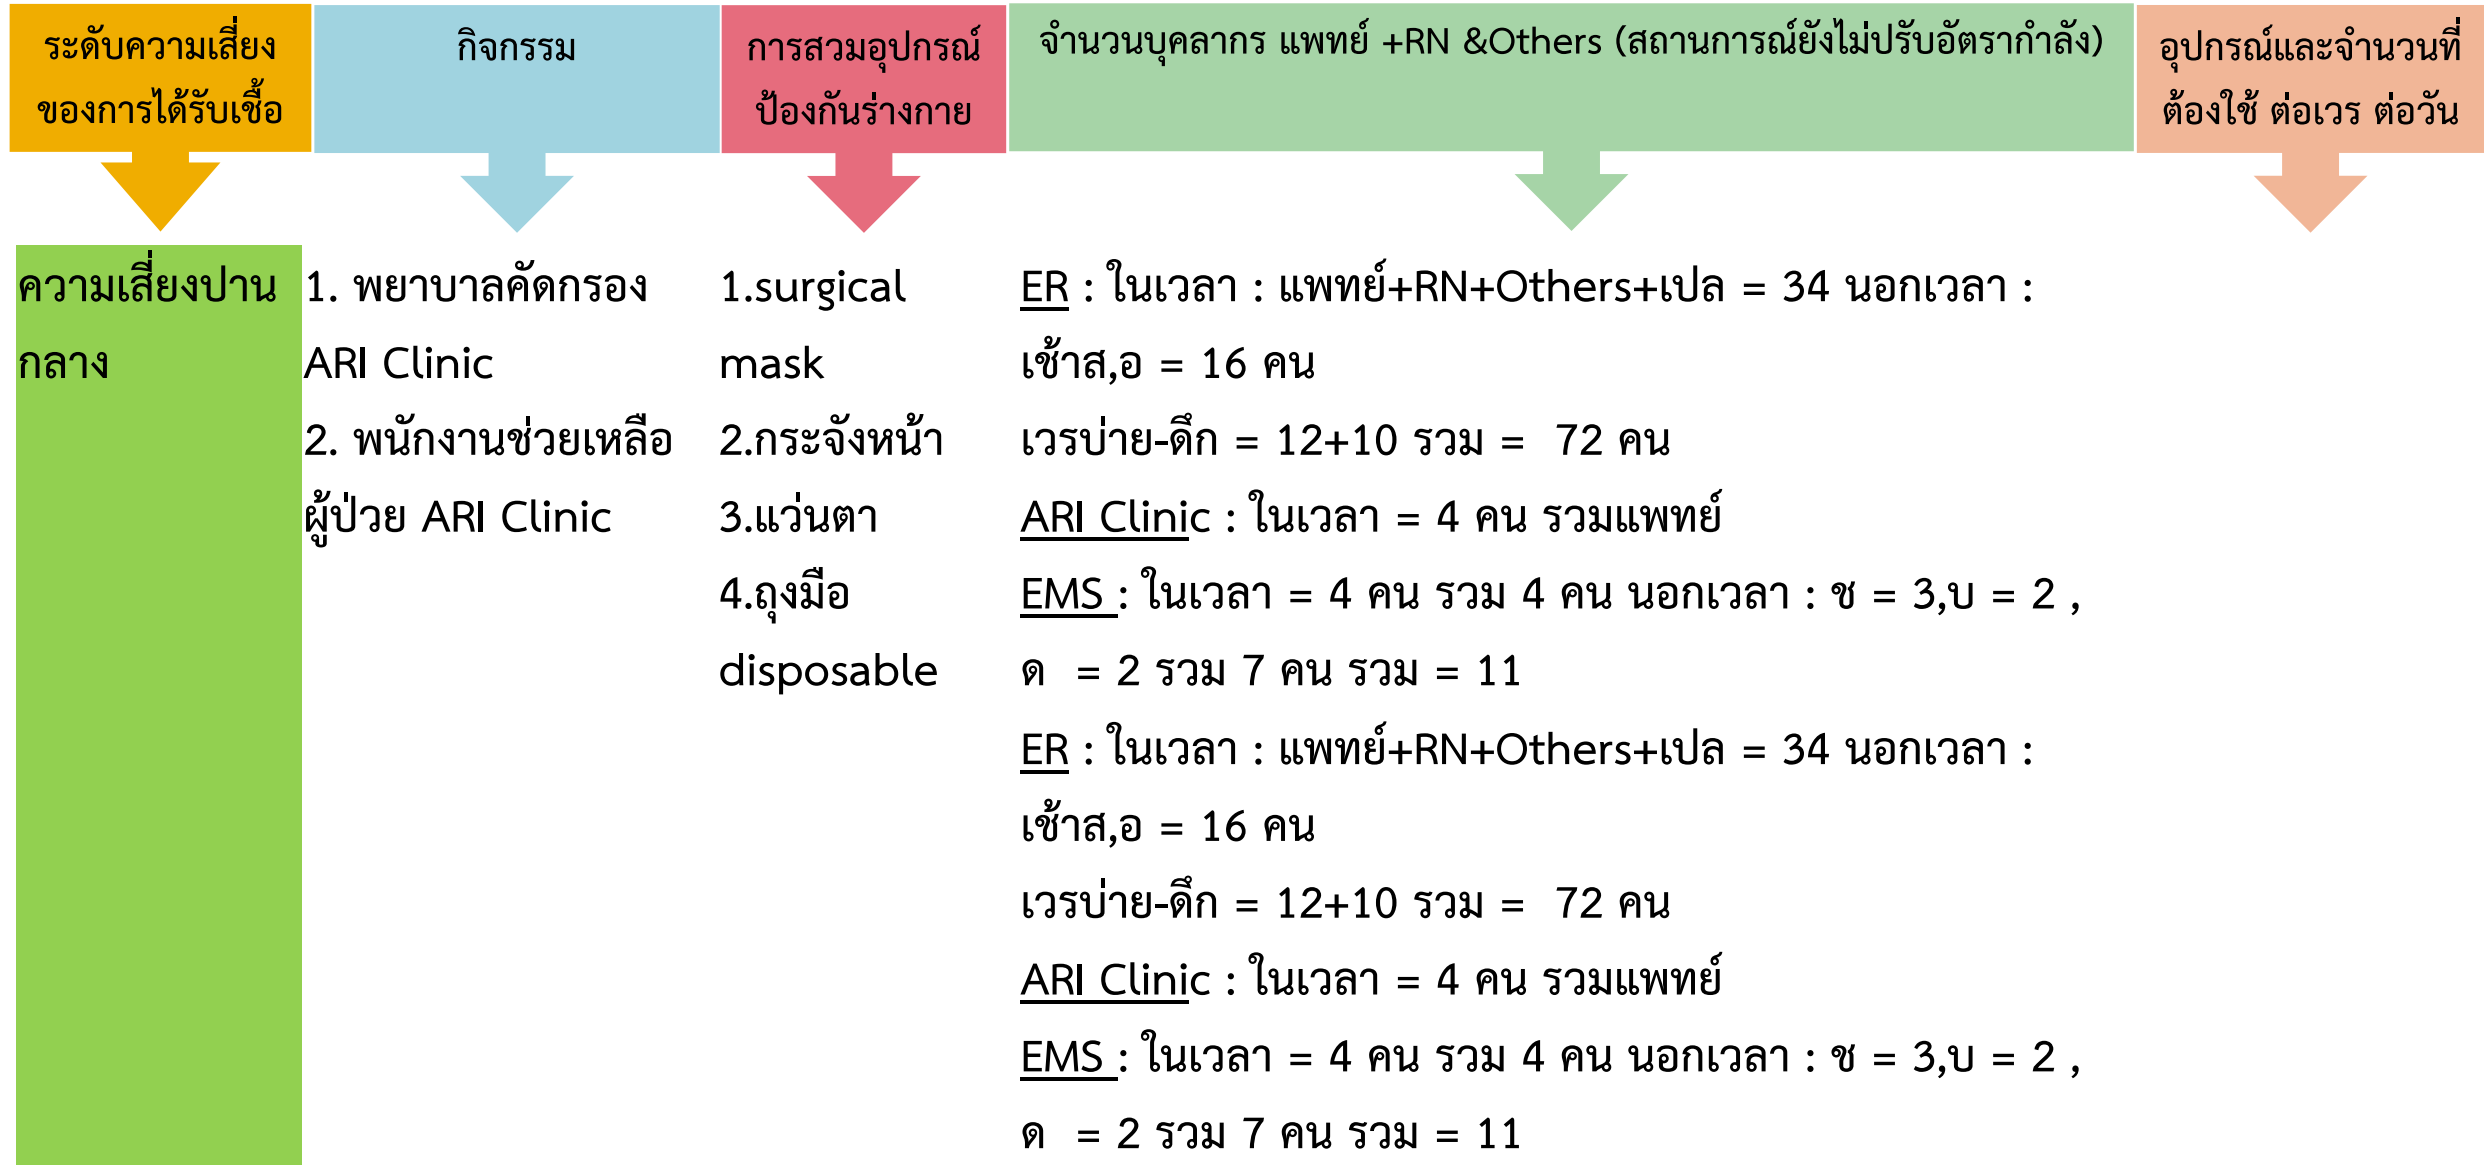 ระดับความเสี่ยง
ของการได้รับเชื้อ
กิจกรรม
การสวมอุปกรณ์
ป้องกันร่างกาย
จำนวนบุคลากร แพทย์ +RN &Others (สถานการณ์ยังไม่ปรับอัตรากำลัง)
อุปกรณ์และจำนวนที่
ต้องใช้ ต่อเวร ต่อวัน
ความเสี่ยงปาน
กลาง
1. พยาบาลคัดกรอง
ARI Clinic
2. พนักงานช่วยเหลือ
ผู้ป่วย ARI Clinic
1.surgical
mask
2.กระจังหน้า
3.แว่นตา
4.ถุงมือ
disposable
ER : ในเวลา : แพทย์+RN+Others+เปล = 34 นอกเวลา :
เช้าส,อ = 16 คน
เวรบ่าย-ดึก = 12+10 รวม = 72 คน
ARI Clinic : ในเวลา = 4 คน รวมแพทย์
EMS : ในเวลา = 4 คน รวม 4 คน นอกเวลา : ช = 3,บ = 2 ,
ด = 2 รวม 7 คน รวม = 11
ER : ในเวลา : แพทย์+RN+Others+เปล = 34 นอกเวลา :
เช้าส,อ = 16 คน
เวรบ่าย-ดึก = 12+10 รวม = 72 คน
ARI Clinic : ในเวลา = 4 คน รวมแพทย์
EMS : ในเวลา = 4 คน รวม 4 คน นอกเวลา : ช = 3,บ = 2 ,
ด = 2 รวม 7 คน รวม = 11